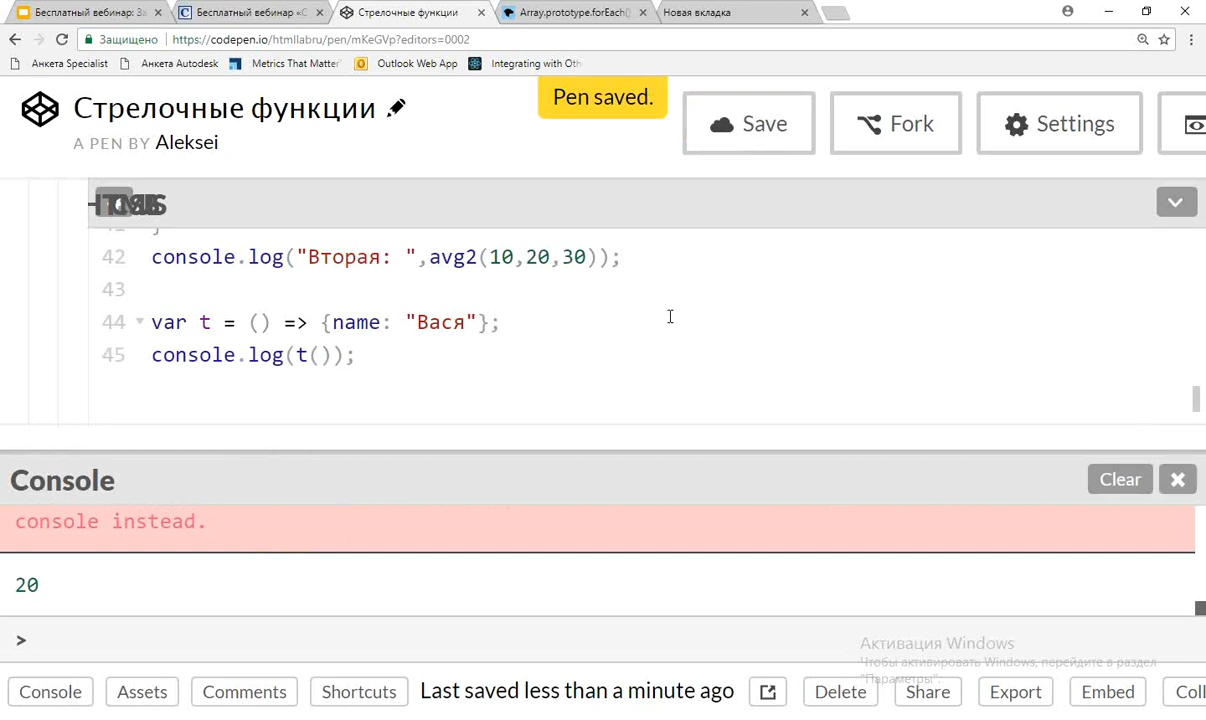 Бесплатный вебинар: За
Бесплатный вебинар «С
Стрелочные функции
Array.prototype.forEach()
Новая вкладка
Защищено
https://codepen.io/htmllabru/pen/mKeGVp?editors=0002
Анкета Specialist
Анкета Autodesk
Metrics That Matter
Outlook Web App
Integrating with Oth
Стрелочные функции
A PEN BY Aleksei
Pen saved.
Save
Fork
Settings
41 }
42 console.log("Вторая: ",avg2(10,20,30));
43
44 var t = () => {name: "Вася"};
45 console.log(t());
Console
Clear
console instead.
20
>
Активация Windows
Чтобы активировать Windows, перейдите в раздел
"Параметры".
Console
Assets
Comments
Shortcuts
Last saved less than a minute ago
Delete
Share
Export
Embed
Coll